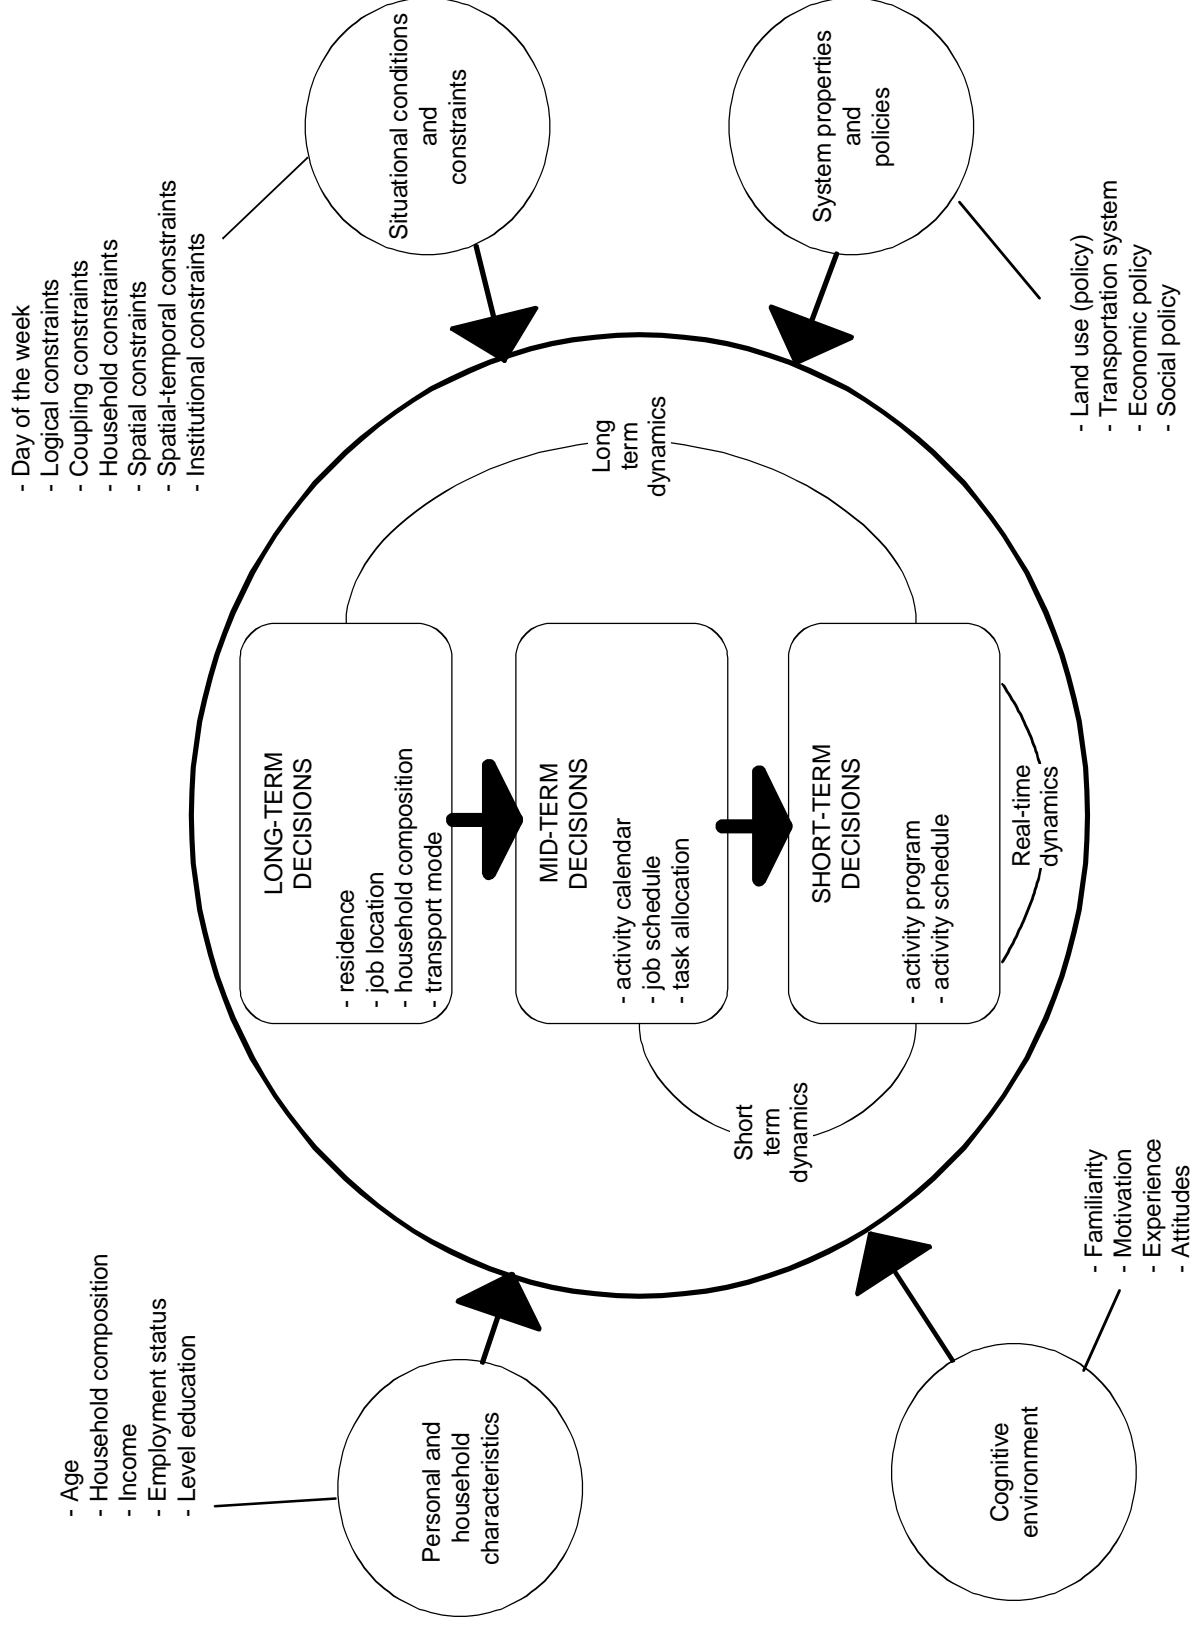 - Age
- Household composition
- Income
- Employment status
- Level education
- Day of the week
- Logical constraints
- Coupling constraints
- Household constraints
- Spatial constraints
- Spatial-temporal constraints
- Institutional constraints
Personal and
household
characteristics
Situational conditions
and
constraints
LONG-TERM
DECISIONS
- residence
- job location
- household composition
- transport mode
MID-TERM
DECISIONS
- activity calendar
- job schedule
- task allocation
SHORT-TERM
DECISIONS
- activity program
- activity schedule
Short
term
dynamics
Long
term
dynamics
Real-time
dynamics
Cognitive
environment
System properties
and
policies
- Familiarity
- Motivation
- Experience
- Attitudes
- Land use (policy)
- Transportation system
- Economic policy
- Social policy